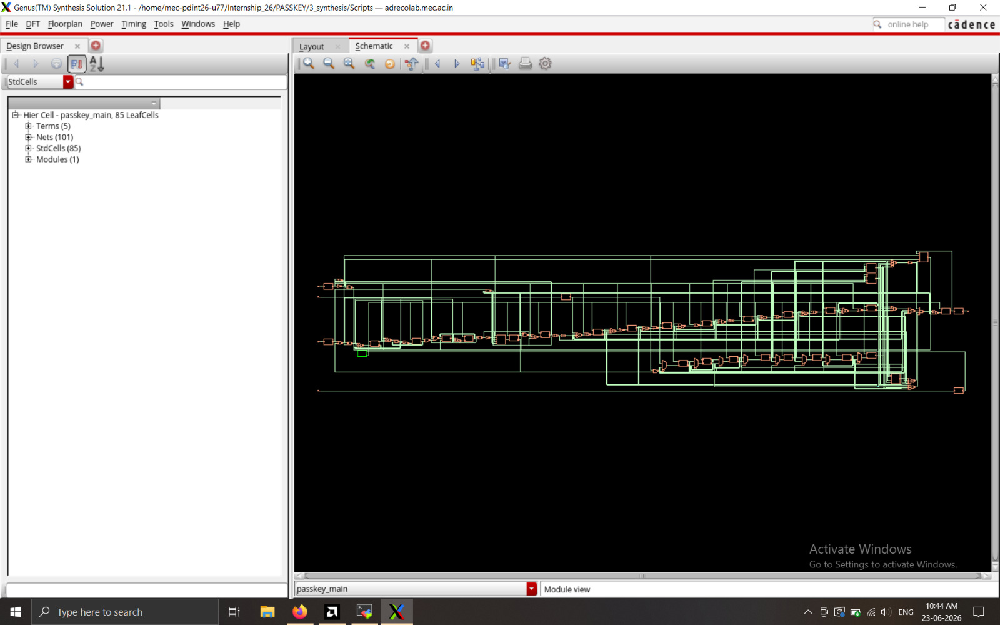 Genus(TM) Synthesis Solution 21.1 - /home/mec-pdint26-u77/Internship_26/PASSKEY/3_synthesis/Scripts — adrecolab.mec.ac.in
File DFT Floorplan Power Timing Tools Windows Help
online help
cādence
Design Browser
Layout
Schematic
A
Z
StdCells
Hier Cell - passkey_main, 85 LeafCells
Terms (5)
Nets (101)
StdCells (85)
Modules (1)
Activate Windows
Go to Settings to activate Windows.
passkey_main
Module view
Type here to search
ENG
10:44 AM
23-06-2026